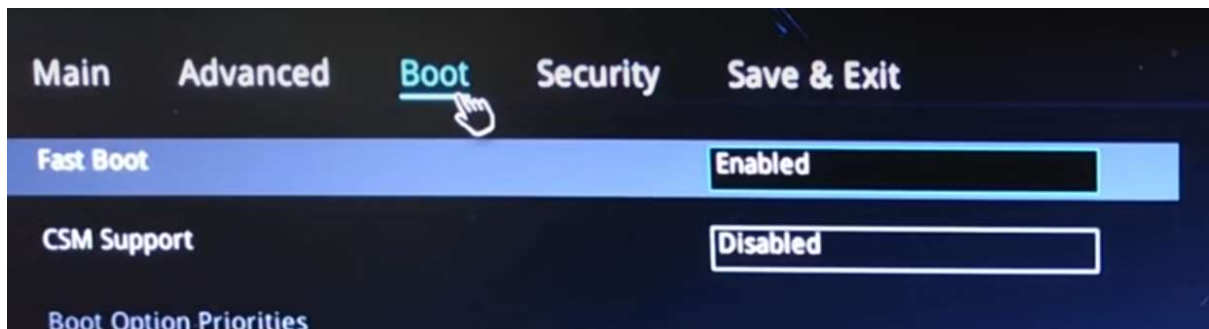 Main Advanced Boot Security Save & Exit
Fast Boot Enabled
CSM Support Disabled
Boot Option Priorities